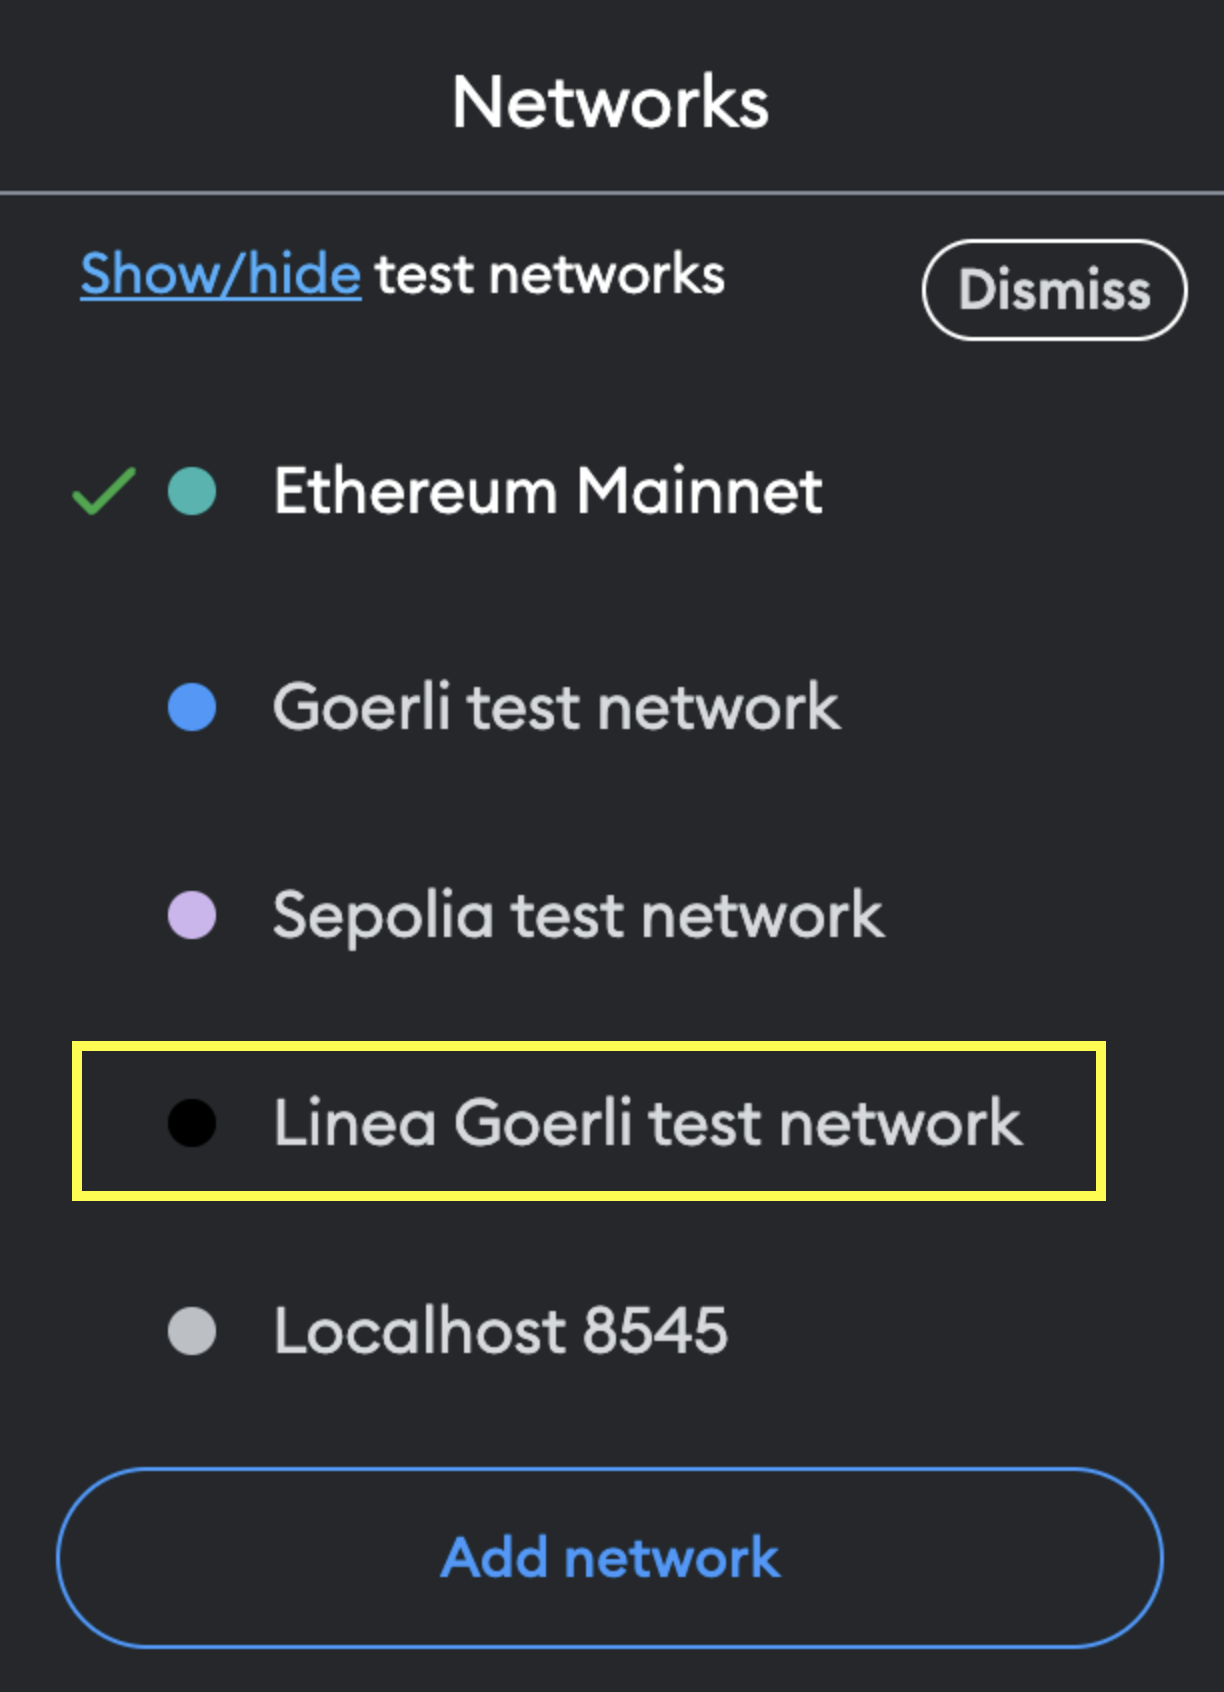 Networks
Show/hide test networks
Dismiss
Ethereum Mainnet
Goerli test network
Sepolia test network
Linea Goerli test network
Localhost 8545
Add network